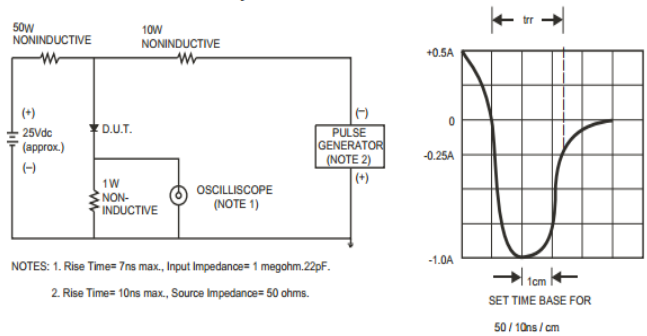 50W
NONINDUCTIVE
10W
NONINDUCTIVE
(+)
25Vdc
(approx.)
(-)
D.U.T.
1W
NON-
INDUCTIVE
OSCILLISCOPE
(NOTE 1)
(-)
PULSE
GENERATOR
(NOTE 2)
(+)
NOTES: 1. Rise Time= 7ns max., Input Impedance= 1 megohm.22pF.
2. Rise Time= 10ns max., Source Impedance= 50 ohms.
trr
+0.5A
0
-0.25A
-1.0A
1cm
SET TIME BASE FOR
50 / 10ns / cm